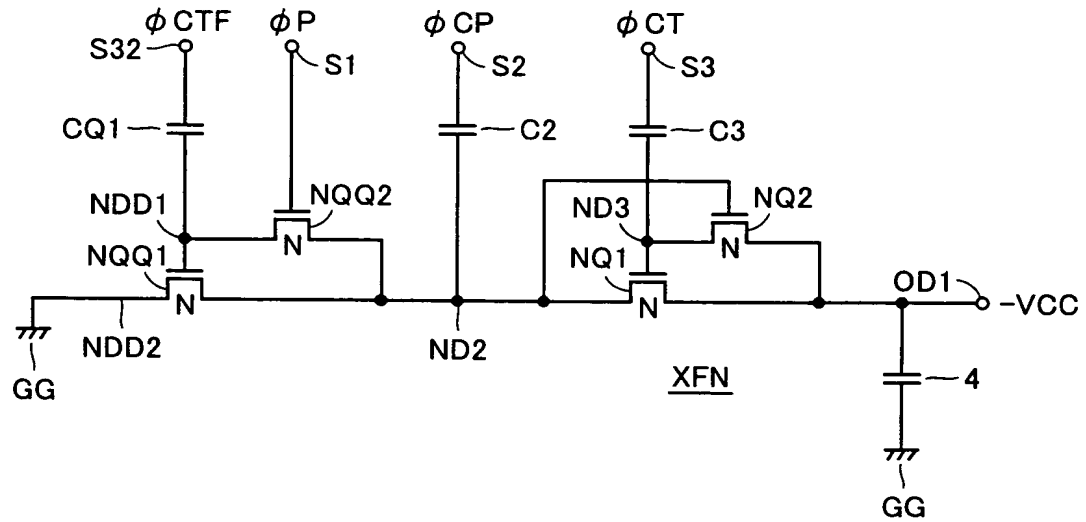 φCTF φP φCP φCT
S32 S1 S2 S3
CQ1 C2 C3
NDD1 NQQ2 ND3 NQ2
N N
NQQ1 NQ1 OD1
N N -VCC
NDD2 ND2
GG XFN 4
GG